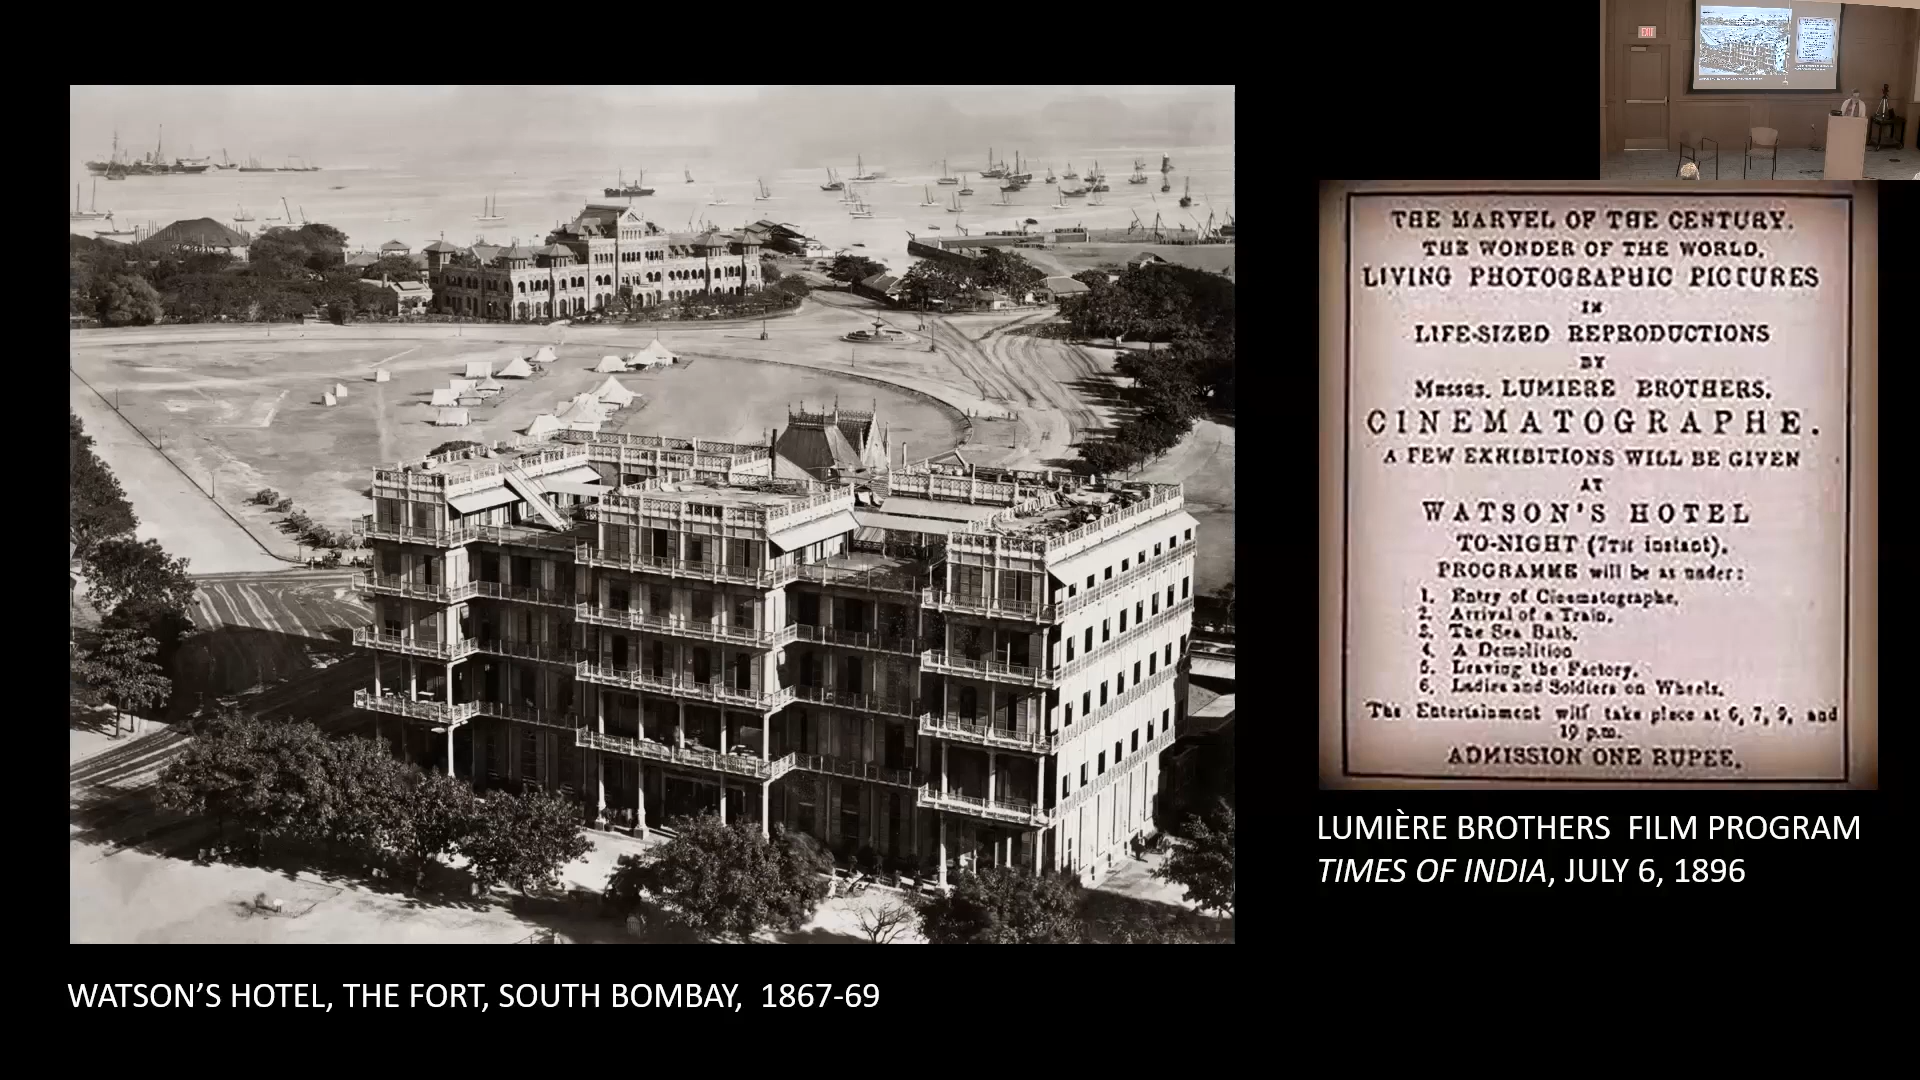 EXIT
THE MARVEL OF THE CENTURY.
THE WONDER OF THE WORLD.
LIVING PHOTOGRAPHIC PICTURES
IN
LIFE-SIZED REPRODUCTIONS
BY
Messrs. LUMIERE BROTHERS.
CINEMATOGRAPHE.
A FEW EXHIBITIONS WILL BE GIVEN
AT
WATSON'S HOTEL
TO-NIGHT (7TH instant).
PROGRAMME will be as under:
1. Entry of Cinematographe.
2. Arrival of a Train.
3. The Sea Bath.
4. A Demolition
5. Leaving the Factory.
6. Ladies and Soldiers on Wheels.
The Entertainment will take place at 6, 7, 9, and
10 p.m.
ADMISSION ONE RUPEE.
LUMIÈRE BROTHERS FILM PROGRAM
TIMES OF INDIA, JULY 6, 1896
WATSON’S HOTEL, THE FORT, SOUTH BOMBAY, 1867-69